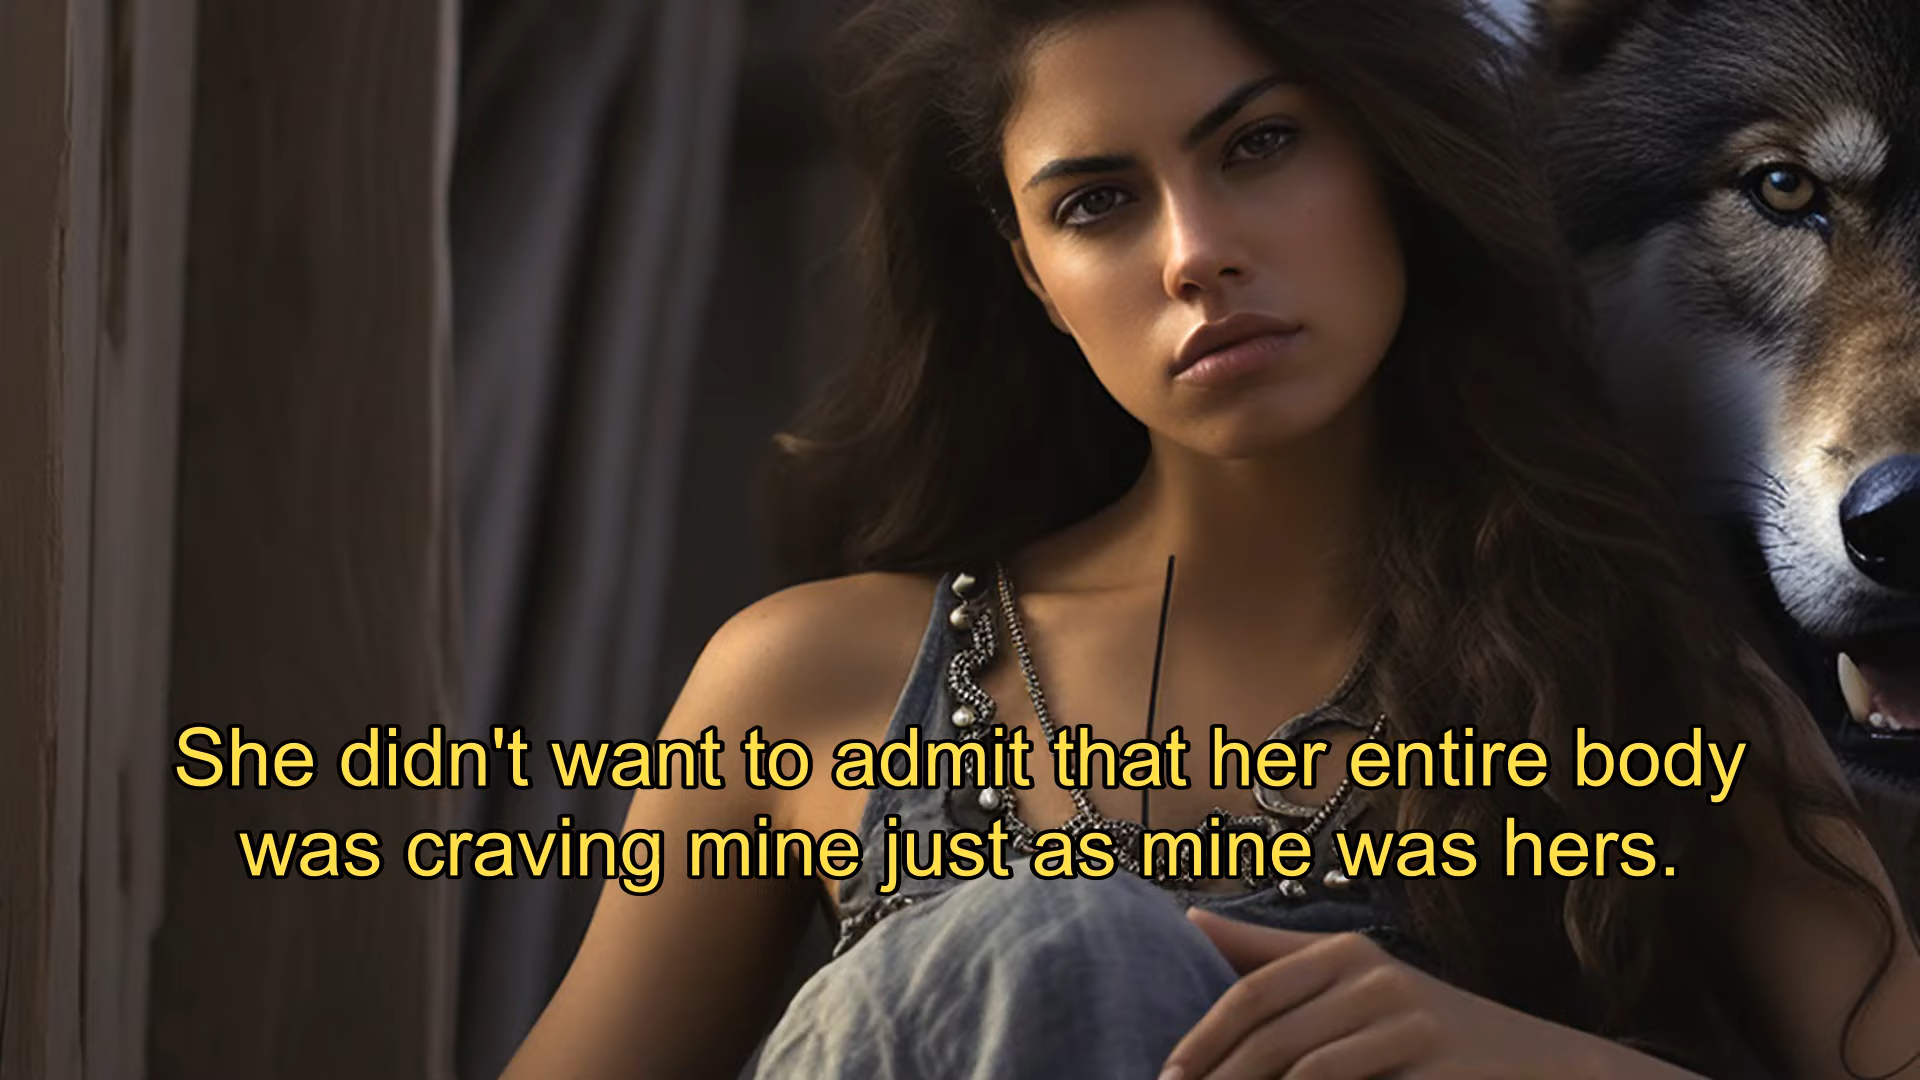 She didn't want to admit that her entire body
was craving mine just as mine was hers.